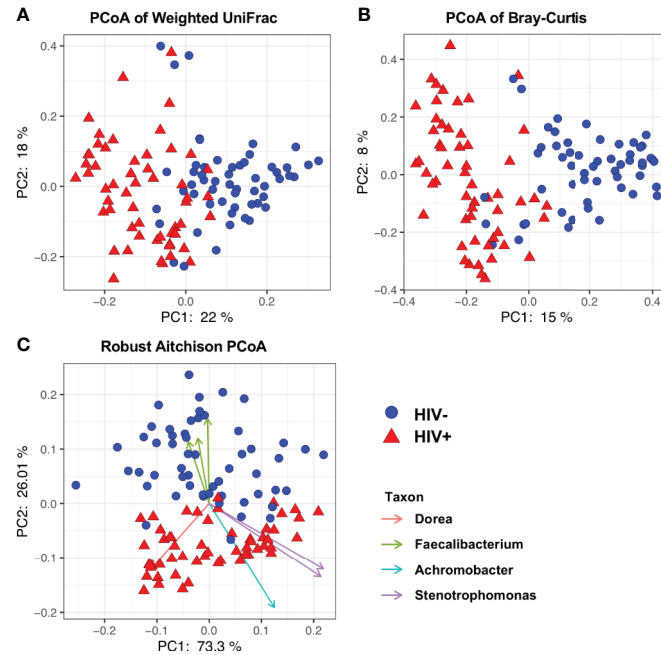 A
PCoA of Weighted UniFrac
0.4
0.2
0.0
−0.2
PC2: 18 %
−0.2
0.0
0.2
PC1: 22 %
B
PCoA of Bray-Curtis
0.4
0.2
0.0
−0.2
−0.4
PC2: 8 %
−0.4
−0.2
0.0
0.2
0.4
PC1: 15 %
C
Robust Aitchison PCoA
0.2
0.1
0.0
−0.1
−0.2
PC2: 26.01 %
−0.2
−0.1
0.0
0.1
0.2
PC1: 73.3 %
HIV-
HIV+
Taxon
Dorea
Faecalibacterium
Achromobacter
Stenotrophomonas